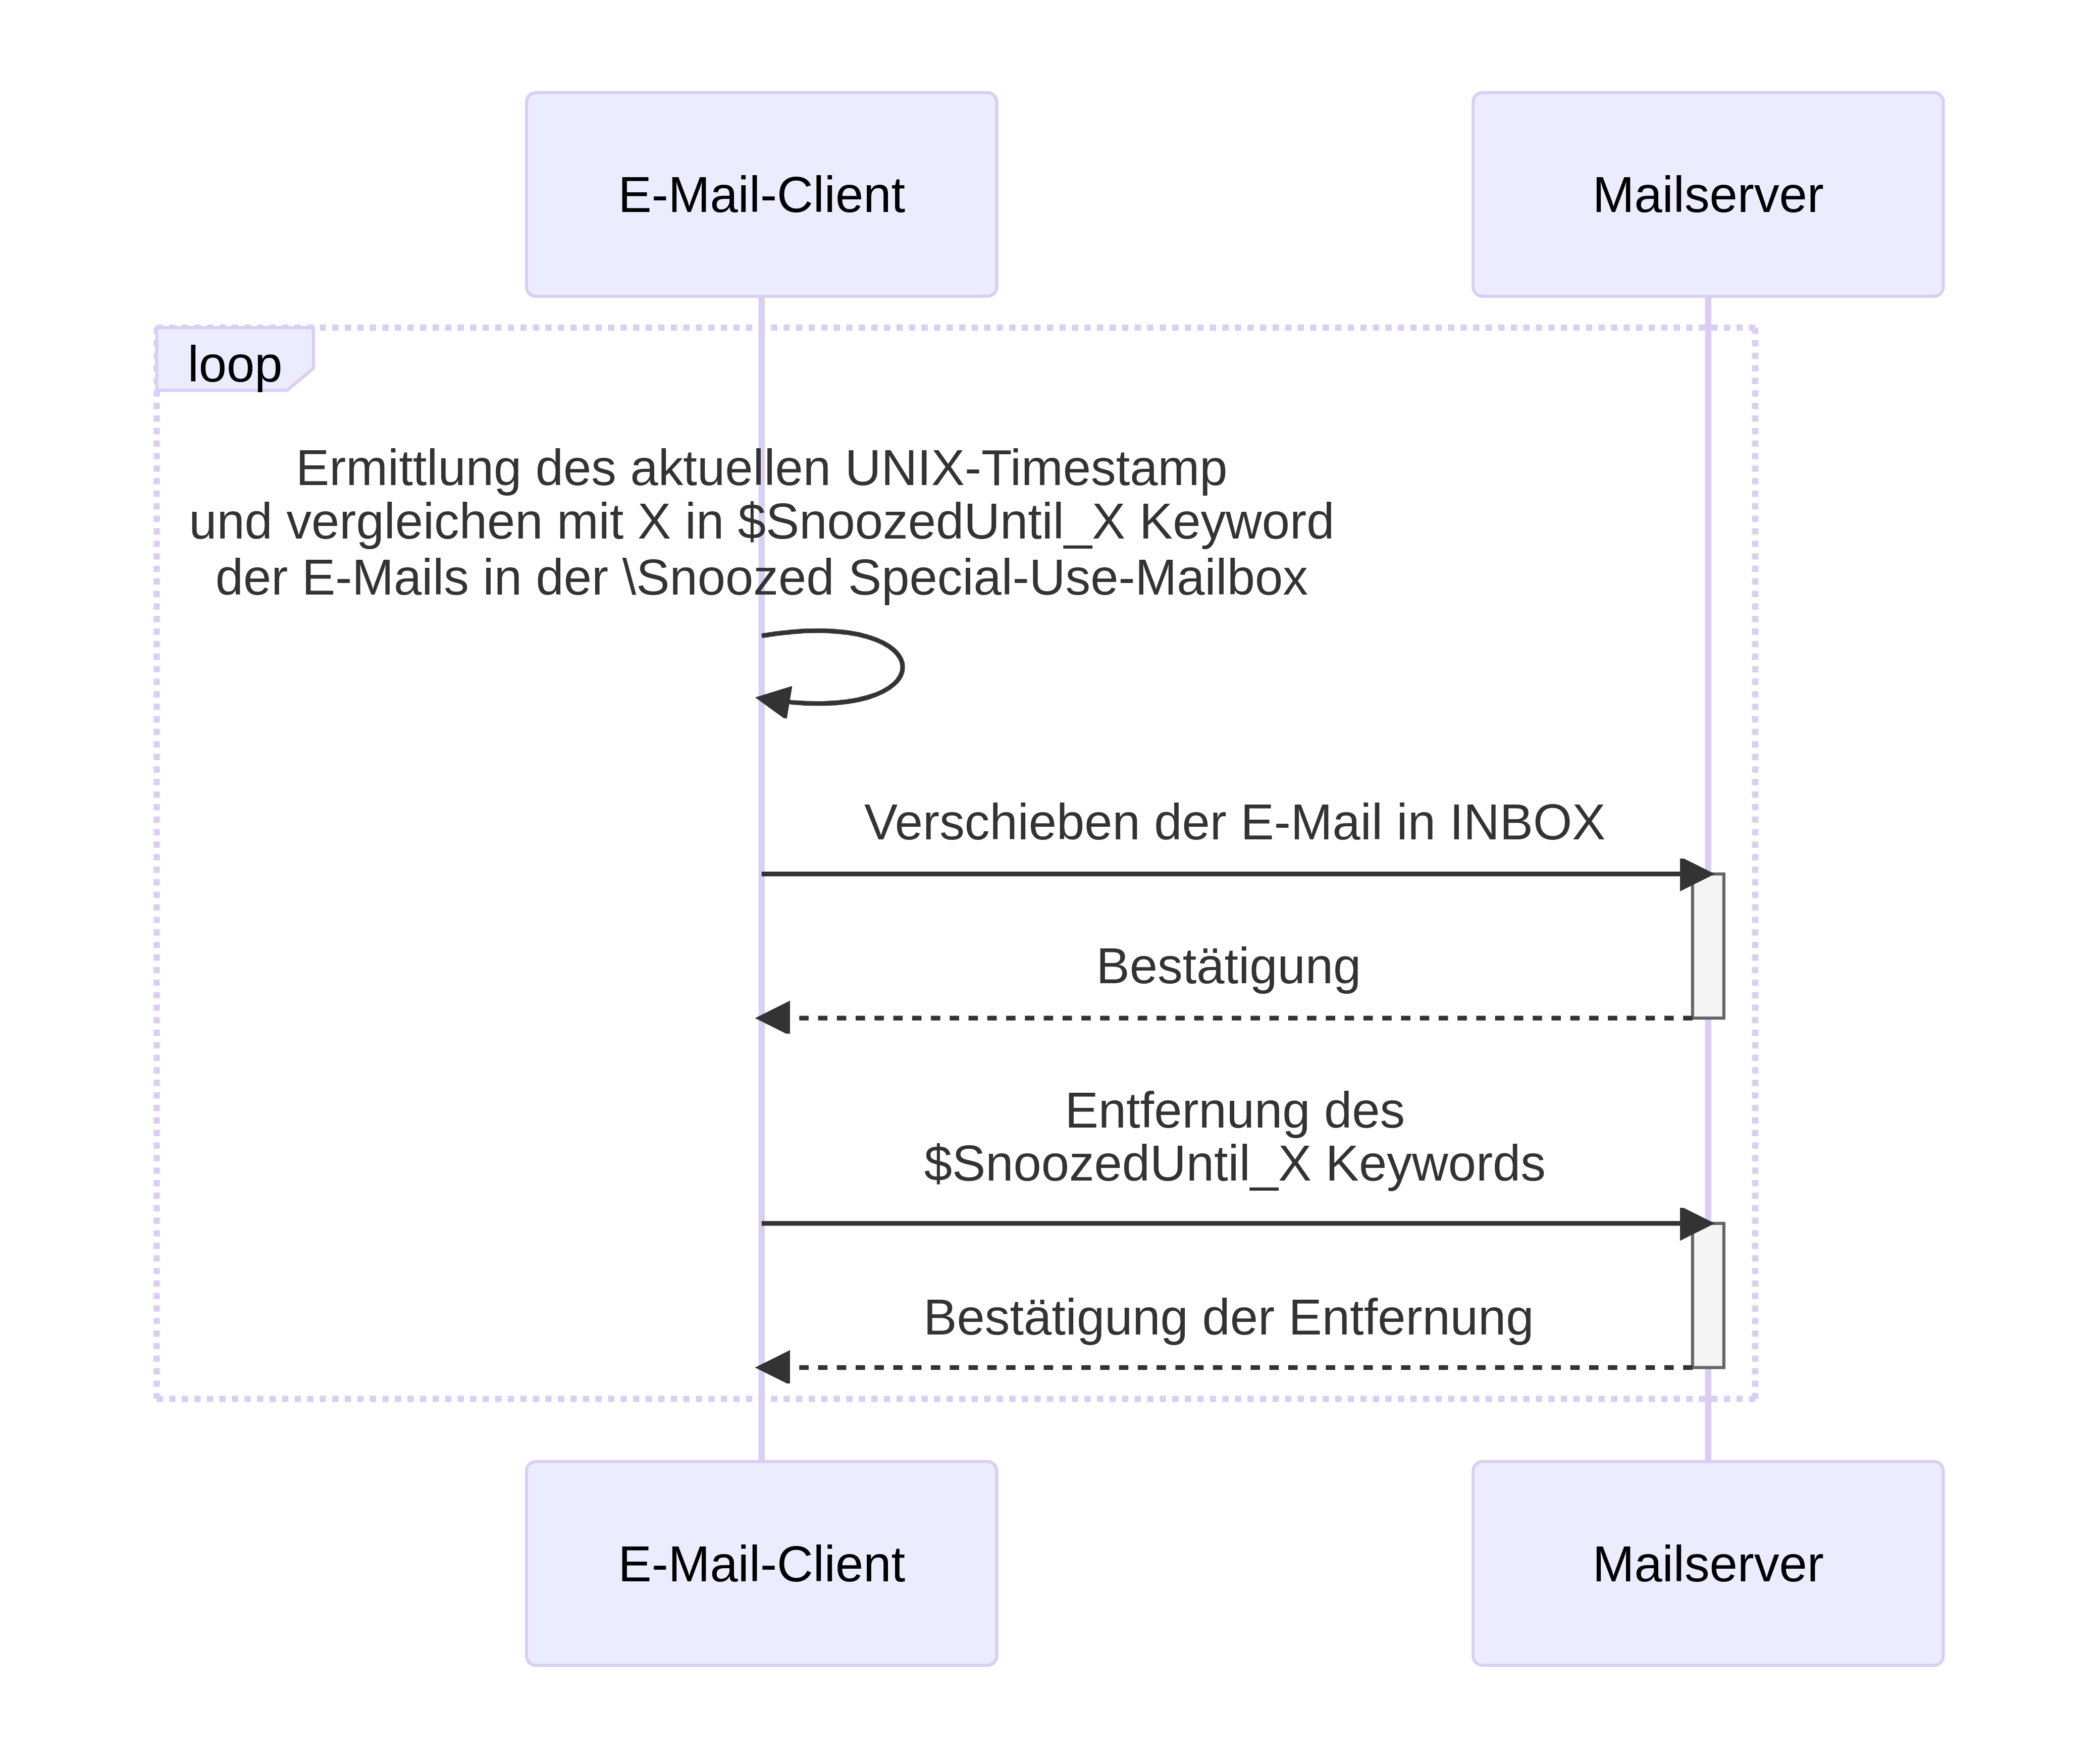 E-Mail-Client
Mailserver
loop
Ermittlung des aktuellen UNIX-Timestamp
und vergleichen mit X in $SnoozedUntil_X Keyword
der E-Mails in der \Snoozed Special-Use-Mailbox
Verschieben der E-Mail in INBOX
Bestätigung
Entfernung des
$SnoozedUntil_X Keywords
Bestätigung der Entfernung
E-Mail-Client
Mailserver